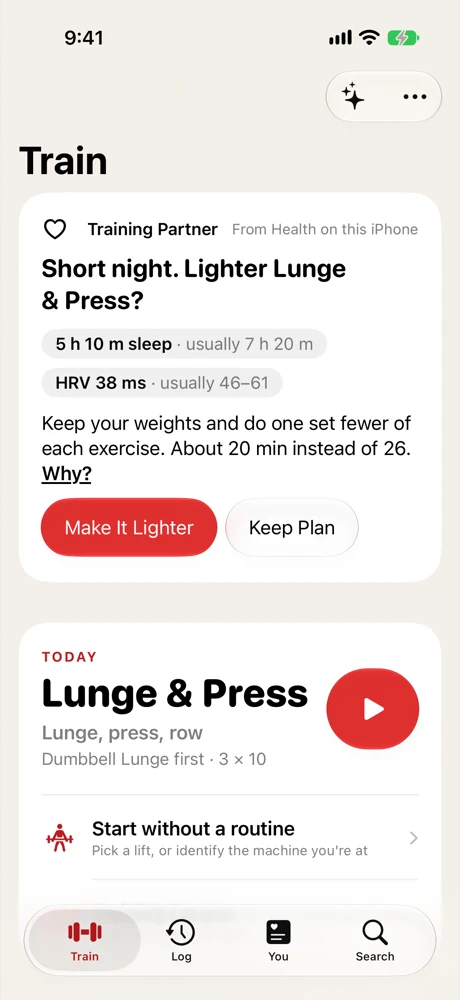 9:41
Train
Training Partner From Health on this iPhone
Short night. Lighter Lunge
& Press?
5 h 10 m sleep · usually 7 h 20 m
HRV 38 ms · usually 46–61
Keep your weights and do one set fewer of
each exercise. About 20 min instead of 26.
Why?
Make It Lighter Keep Plan
TODAY
Lunge & Press
Lunge, press, row
Dumbbell Lunge first · 3 × 10
Start without a routine
Pick a lift, or identify the machine you're at
Train Log You Search